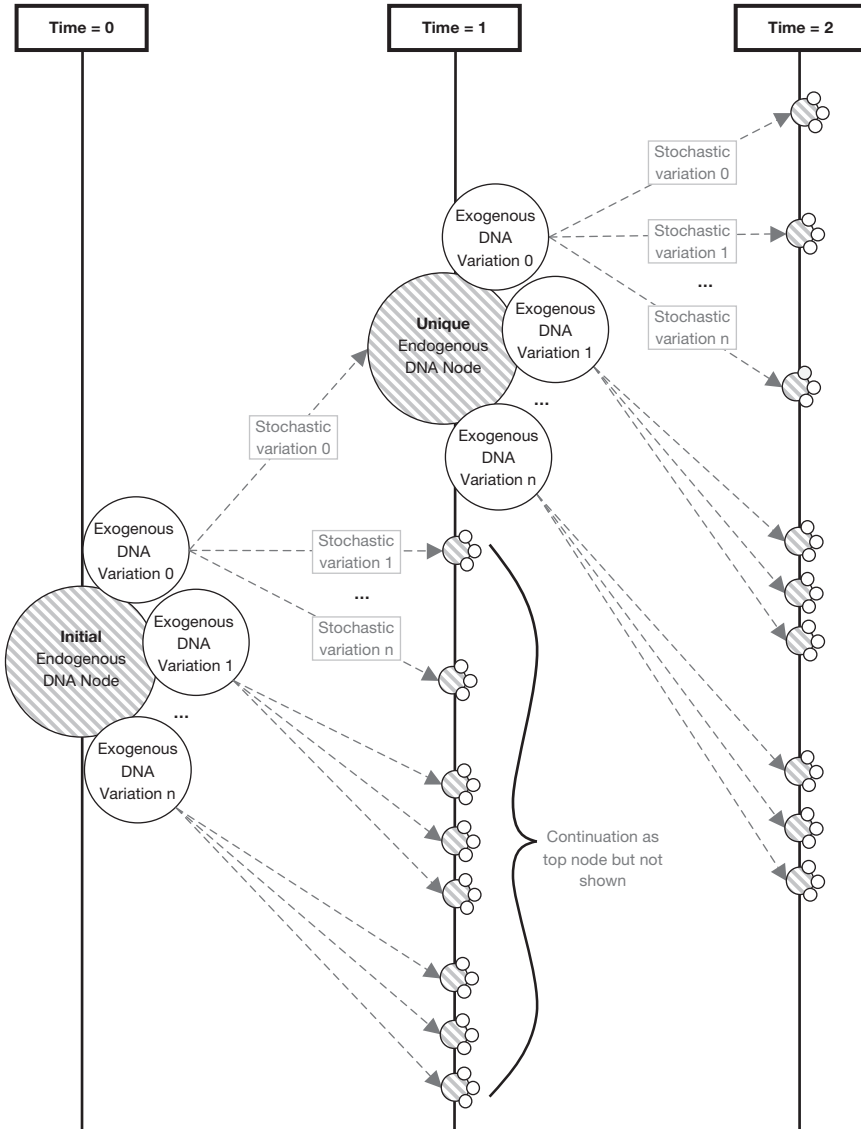 Time = 0
Time = 1
Time = 2
Stochastic
variation 0
Exogenous
DNA
Variation 0
Stochastic
variation 1
...
Stochastic
variation n
Unique
Endogenous
DNA Node
Exogenous
DNA
Variation 1
...
Exogenous
DNA
Variation n
Stochastic
variation 0
Exogenous
DNA
Variation 0
Stochastic
variation 1
...
Stochastic
variation n
Initial
Endogenous
DNA Node
Exogenous
DNA
Variation 1
...
Exogenous
DNA
Variation n
Continuation as
top node but not
shown